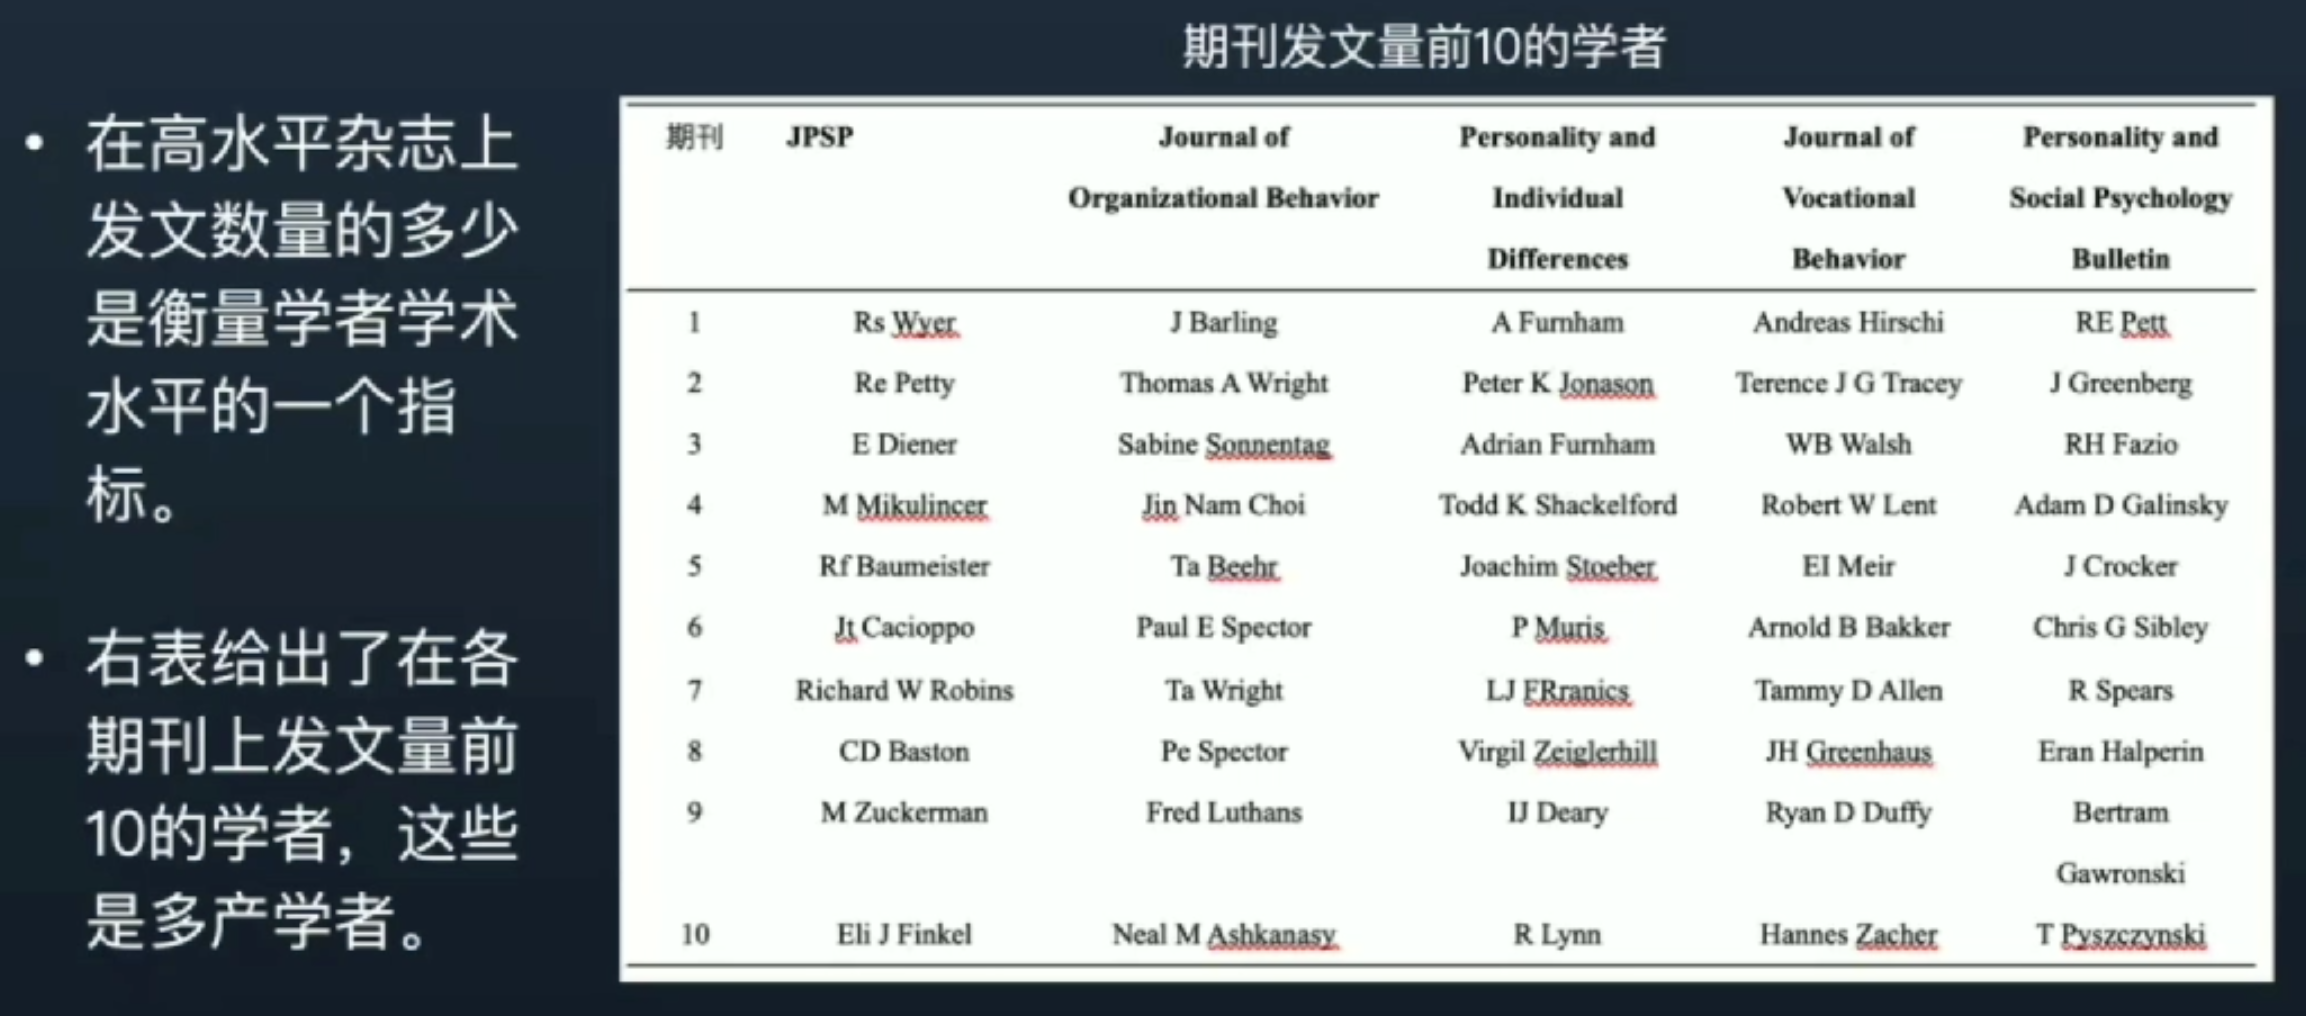 期刊发文量前10的学者
• 在高水平杂志上
发文数量的多少
是衡量学者学术
水平的一个指
标。
• 右表给出了在各
期刊上发文量前
10的学者，这些
是多产学者。
期刊 JPSP Journal of Personality and Journal of Personality and
Organizational Behavior Individual Vocational Social Psychology
Differences Behavior Bulletin
1 Rs Wyer J Barling A Furnham Andreas Hirschi RE Pett
2 Re Petty Thomas A Wright Peter K Jonason Terence J G Tracey J Greenberg
3 E Diener Sabine Sonnentag Adrian Furnham WB Walsh RH Fazio
4 M Mikulincer Jin Nam Choi Todd K Shackelford Robert W Lent Adam D Galinsky
5 Rf Baumeister Ta Beehr Joachim Stoeber EI Meir J Crocker
6 Jt Cacioppo Paul E Spector P Muris Arnold B Bakker Chris G Sibley
7 Richard W Robins Ta Wright LJ FRranics Tammy D Allen R Spears
8 CD Baston Pe Spector Virgil Zeiglerhill JH Greenhaus Eran Halperin
9 M Zuckerman Fred Luthans IJ Deary Ryan D Duffy Bertram
Gawronski
10 Eli J Finkel Neal M Ashkanasy R Lynn Hannes Zacher T Pyszczynski